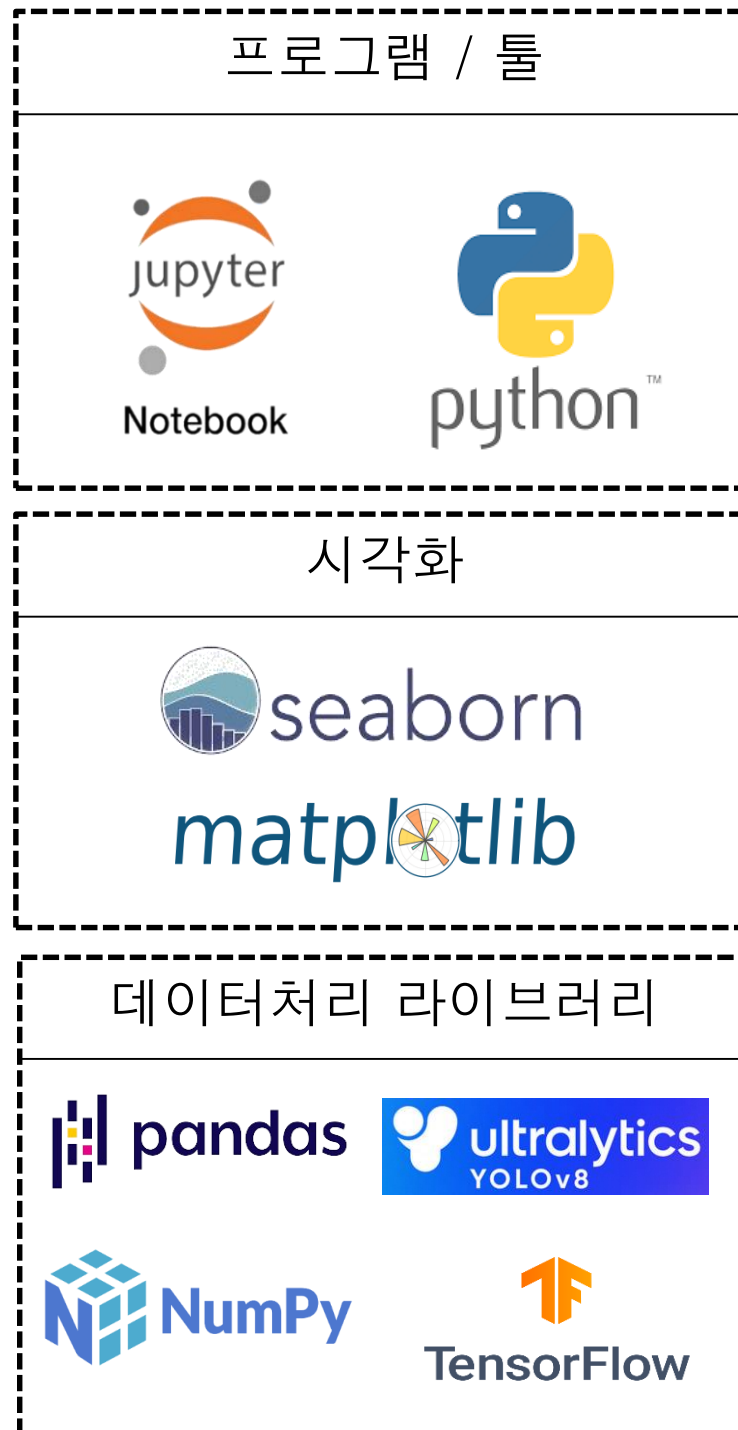 프로그램 / 툴
jupyter
Notebook
python™
시각화
seaborn
matplotlib
데이터처리 라이브러리
pandas
ultralytics
YOLOv8
NumPy
TensorFlow